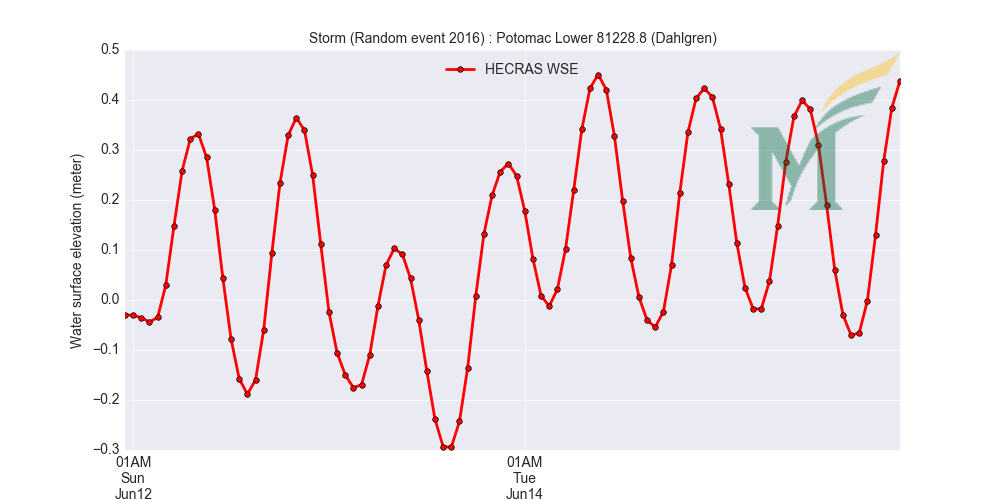 Storm (Random event 2016) : Potomac Lower 81228.8 (Dahlgren)
HECRAS WSE
M
Water surface elevation (meter)
0.5
0.4
0.3
0.2
0.1
0.0
−0.1
−0.2
−0.3
01AM
Sun
Jun12
01AM
Tue
Jun14